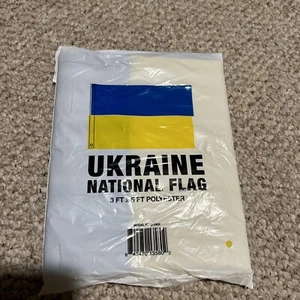 UKRAINE
NATIONAL FLAG
3 FT X 5 FT POLYESTER